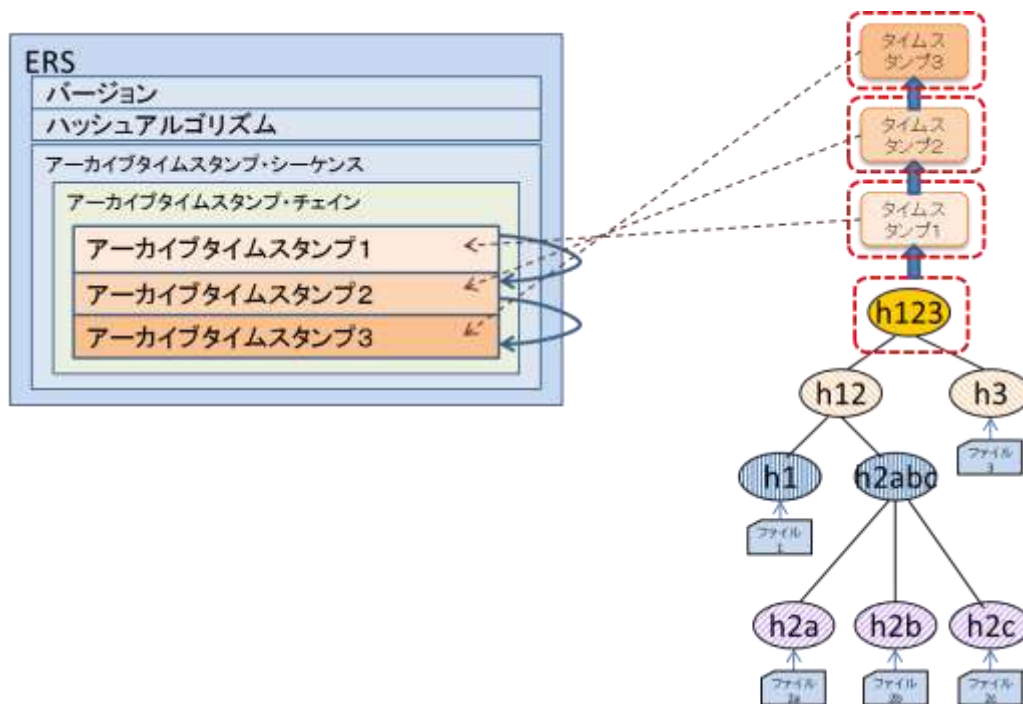 ERS
バージョン
ハッシュアルゴリズム
アーカイブタイムスタンプ・シーケンス
アーカイブタイムスタンプ・チェイン
アーカイブタイムスタンプ1
アーカイブタイムスタンプ2
アーカイブタイムスタンプ3
タイムス
タンプ3
タイムス
タンプ2
タイムス
タンプ1
h123
h12
h3
ファイル
3
h1
h2abc
ファイル
1
h2a
h2b
h2c
ファイル
2a
ファイル
2b
ファイル
2c